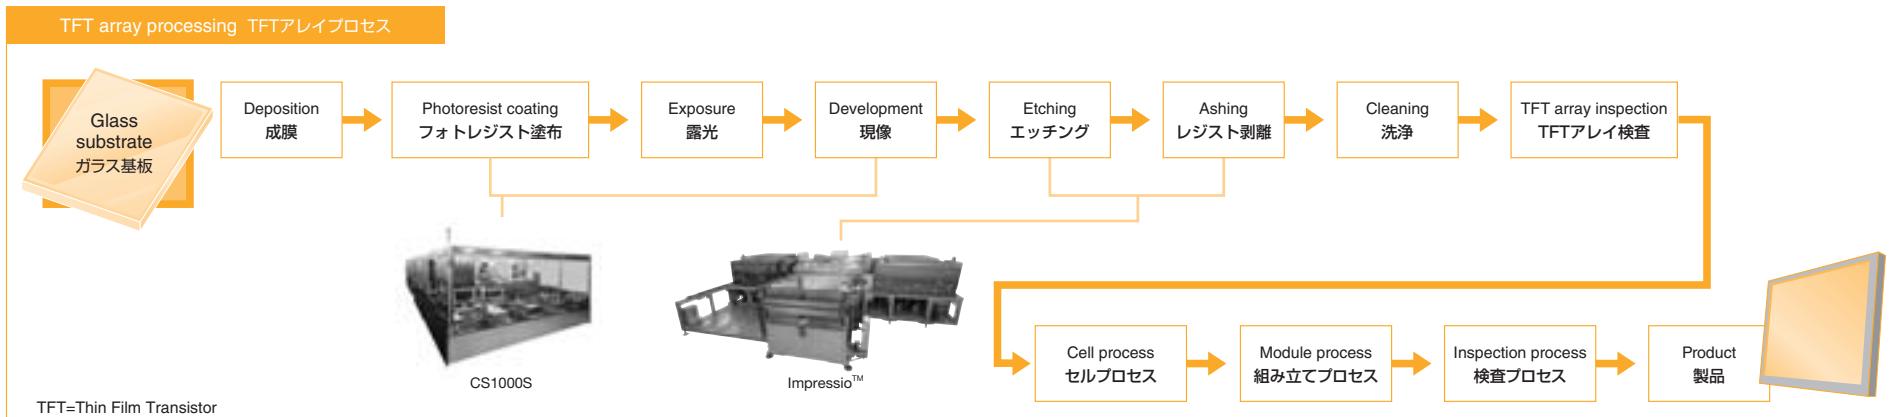 TFT array processing TFTアレイプロセス
Glass
substrate
ガラス基板
Deposition
成膜
Photoresist coating
フォトレジスト塗布
Exposure
露光
Development
現像
Etching
エッチング
Ashing
レジスト剥離
Cleaning
洗浄
TFT array inspection
TFTアレイ検査
CS1000S
Impressio™
Cell process
セルプロセス
Module process
組み立てプロセス
Inspection process
検査プロセス
Product
製品
TFT=Thin Film Transistor